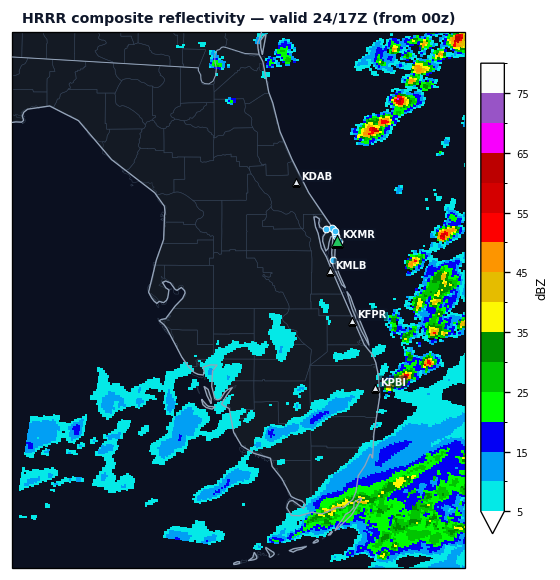 HRRR composite reflectivity — valid 24/17Z (from 00z)
KDAB
KXMR
KMLB
KFPR
KPBI
75
65
55
45
35
25
15
5
dBZ